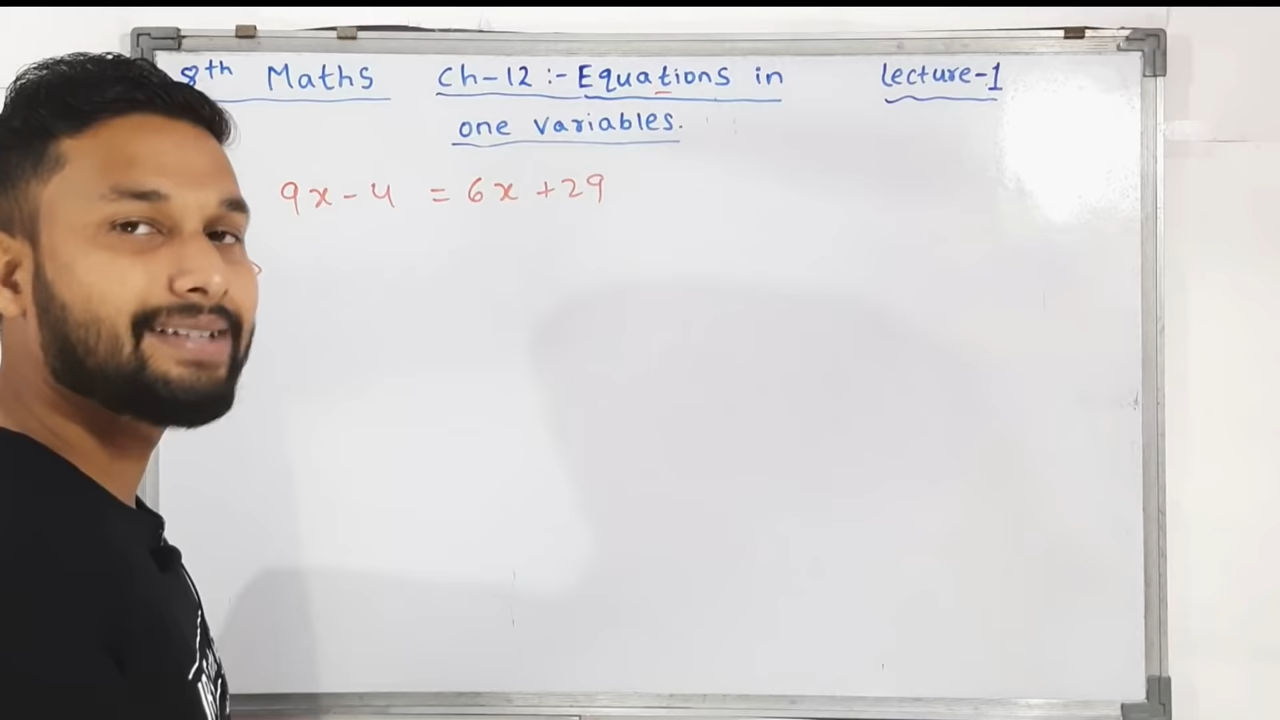 8th Maths Ch-12 :- Equations in Lecture-1
one variables.
9x - 4 = 6x + 29